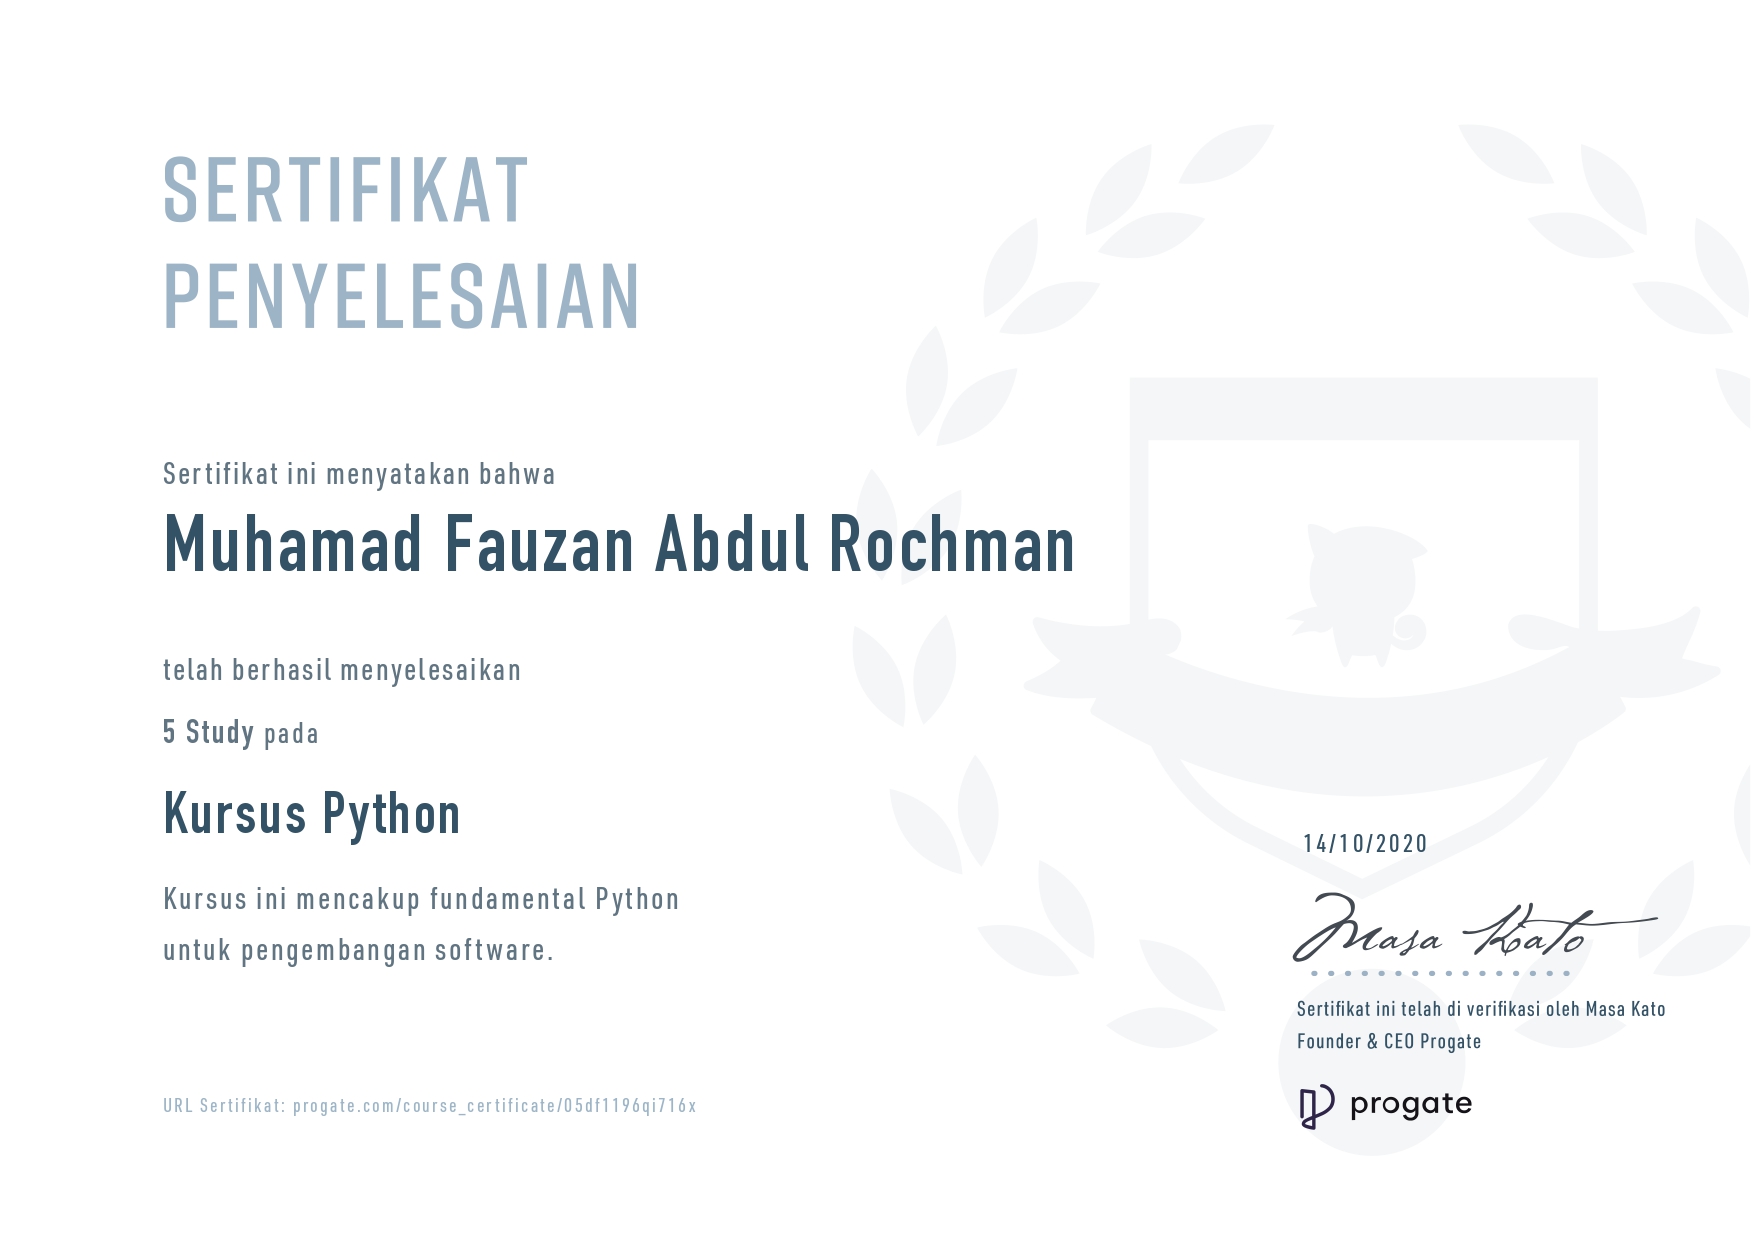 SERTIFIKAT
PENYELESAIAN
Sertifikat ini menyatakan bahwa
Muhamad Fauzan Abdul Rochman
telah berhasil menyelesaikan
5 Study pada
Kursus Python
Kursus ini mencakup fundamental Python
untuk pengembangan software.
14/10/2020
Masa Kato
Sertifikat ini telah di verifikasi oleh Masa Kato
Founder & CEO Progate
URL Sertifikat: progate.com/course_certificate/05df1196qi716x
progate